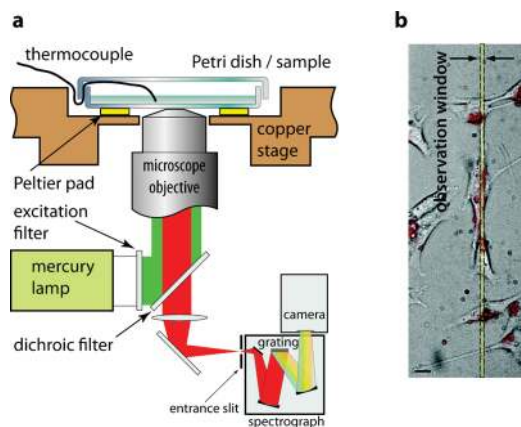 a
thermocouple
Petri dish / sample
copper
stage
microscope
objective
Peltier pad
excitation
filter
mercury
lamp
dichroic filter
camera
grating
entrance slit
spectrograph
b
observation window